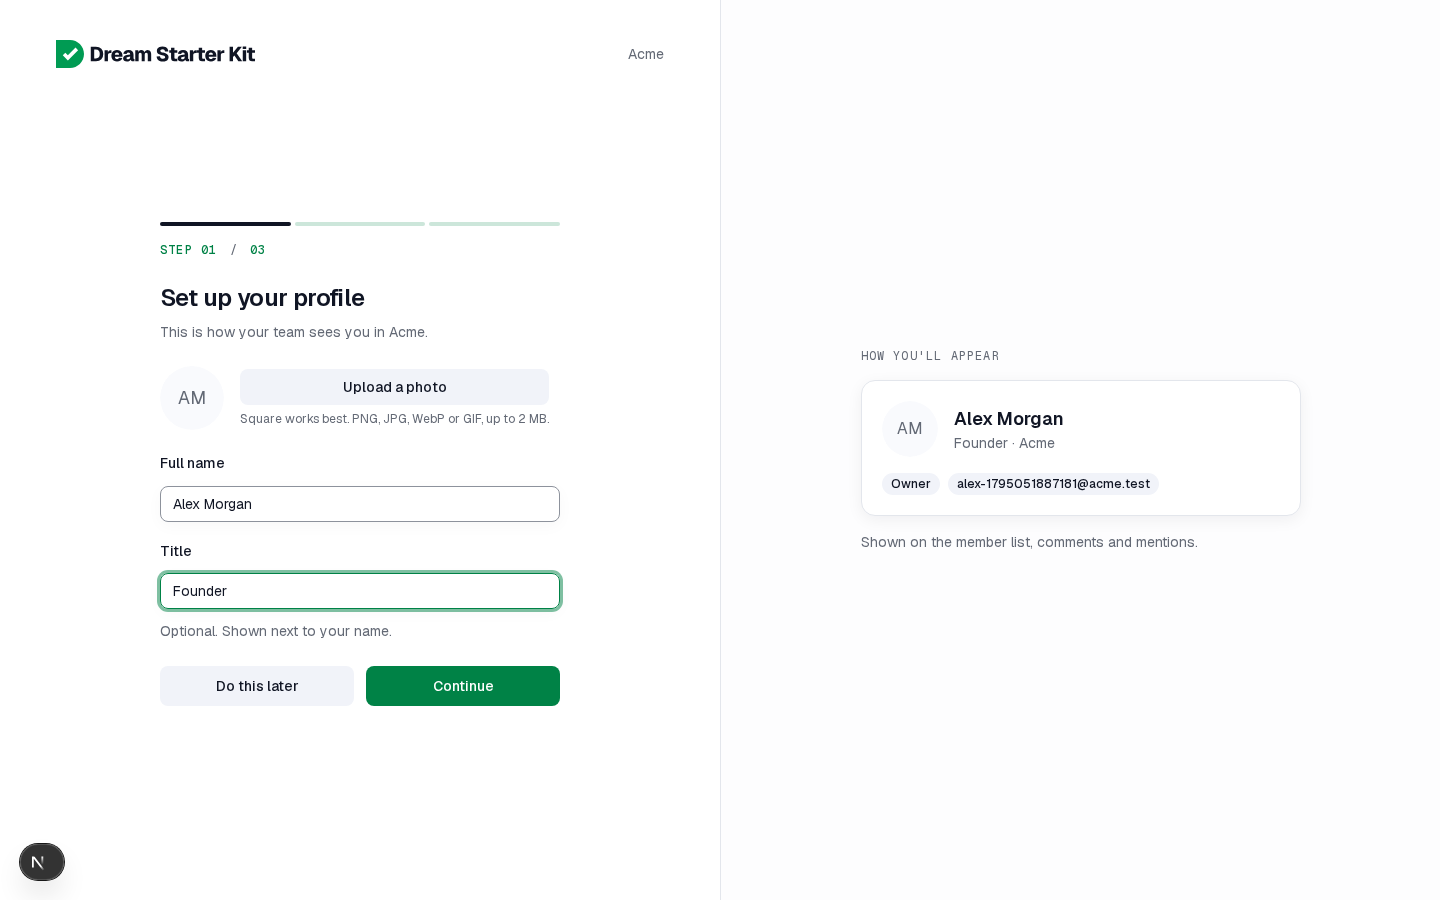 Dream Starter Kit
Acme
STEP 01 / 03
Set up your profile
This is how your team sees you in Acme.
AM
Upload a photo
Square works best. PNG, JPG, WebP or GIF, up to 2 MB.
Full name
Alex Morgan
Title
Founder
Optional. Shown next to your name.
Do this later
Continue
HOW YOU'LL APPEAR
AM
Alex Morgan
Founder · Acme
Owner
alex-1795051887181@acme.test
Shown on the member list, comments and mentions.
N